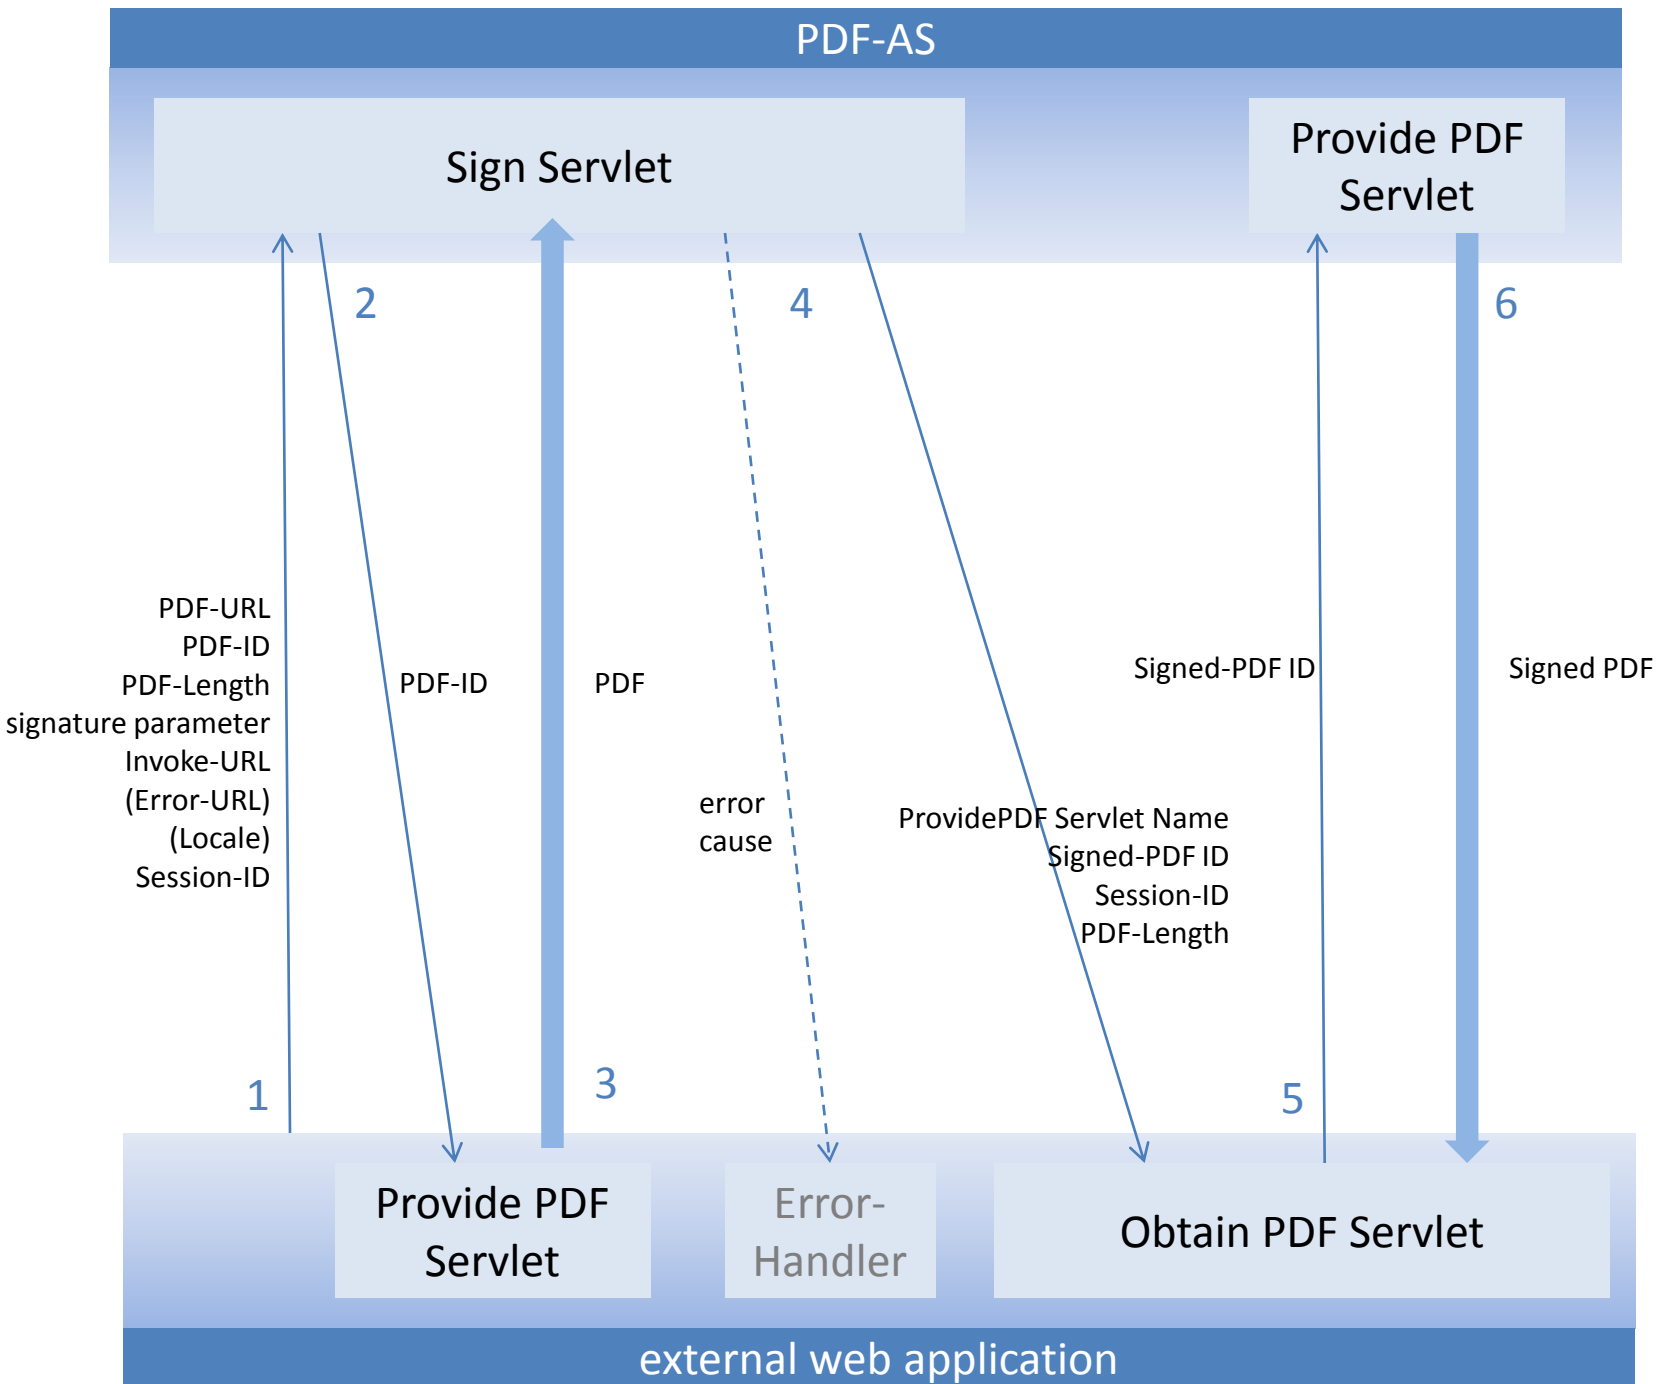 PDF-AS
Sign Servlet
Provide PDF
Servlet
2
4
6
PDF-URL
PDF-ID
PDF-Length
signature parameter
Invoke-URL
(Error-URL)
(Locale)
Session-ID
PDF-ID
PDF
error
cause
ProvidePDF Servlet Name
Signed-PDF ID
Session-ID
PDF-Length
Signed-PDF ID
Signed PDF
1
3
5
Provide PDF
Servlet
Error-
Handler
Obtain PDF Servlet
external web application